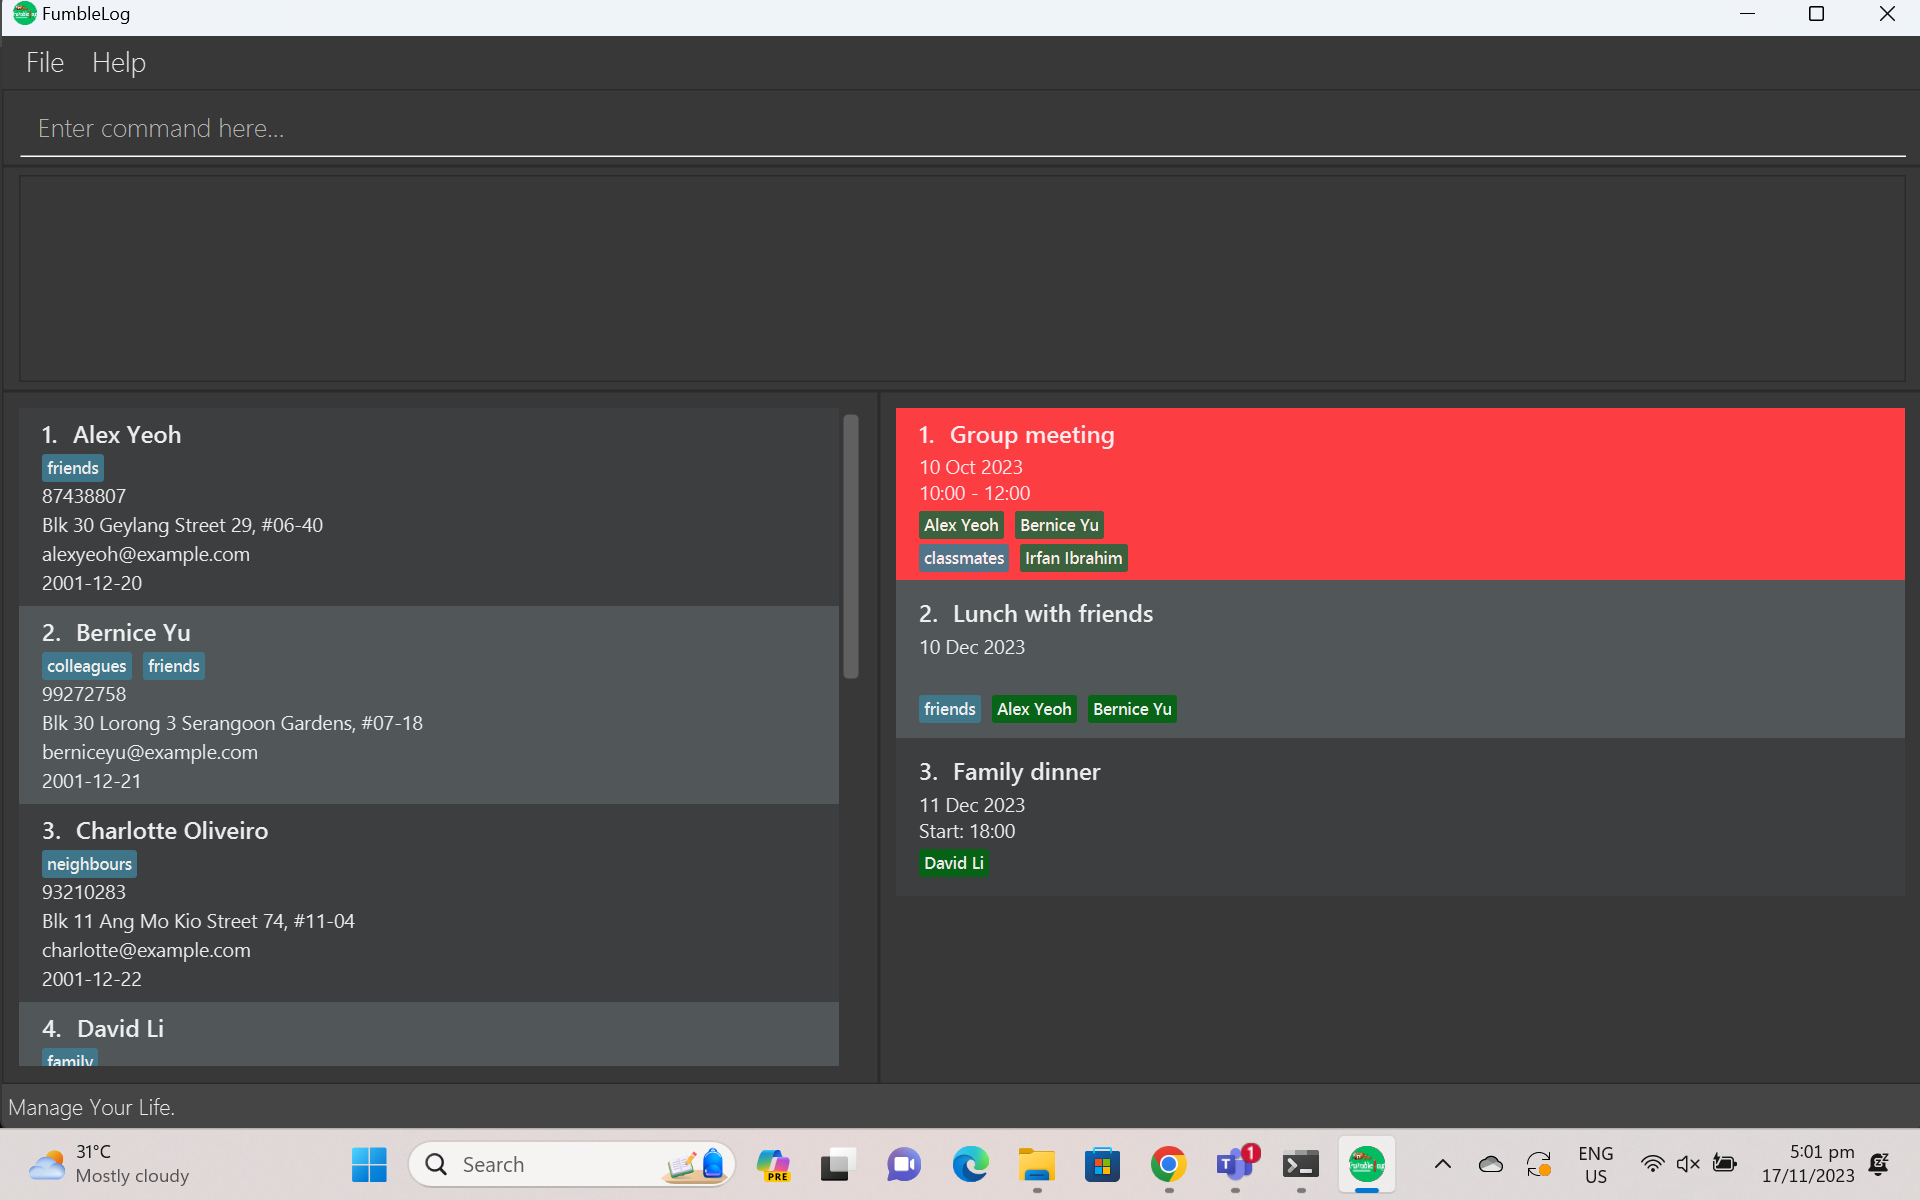 FumbleLog
File Help
Enter command here...
1. Alex Yeoh
friends
87438807
Blk 30 Geylang Street 29, #06-40
alexyeoh@example.com
2001-12-20
2. Bernice Yu
colleagues friends
99272758
Blk 30 Lorong 3 Serangoon Gardens, #07-18
berniceyu@example.com
2001-12-21
3. Charlotte Oliveiro
neighbours
93210283
Blk 11 Ang Mo Kio Street 74, #11-04
charlotte@example.com
2001-12-22
4. David Li
family
1. Group meeting
10 Oct 2023
10:00 - 12:00
Alex Yeoh Bernice Yu
classmates Irfan Ibrahim
2. Lunch with friends
10 Dec 2023
friends Alex Yeoh Bernice Yu
3. Family dinner
11 Dec 2023
Start: 18:00
David Li
Manage Your Life.
31°C
Mostly cloudy
Search
PRE
1
ENG
US
5:01 pm
17/11/2023